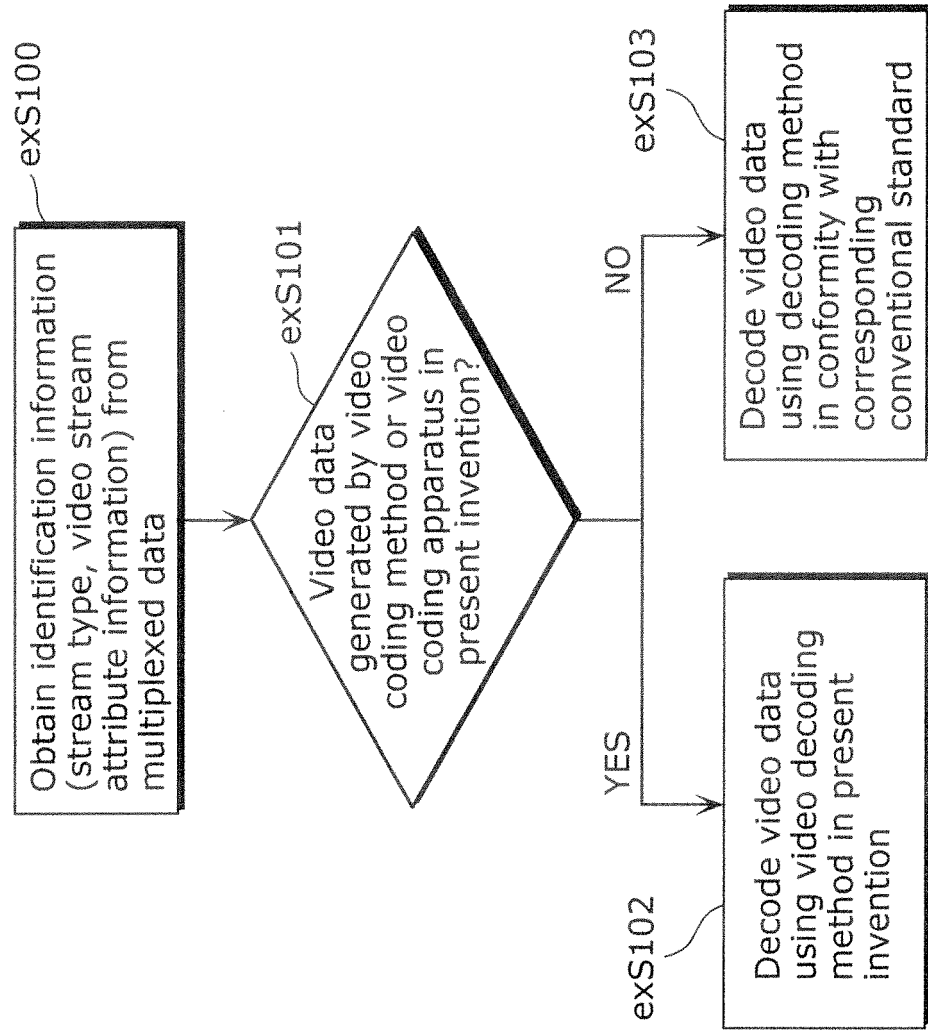 exS100
Obtain identification information
(stream type, video stream
attribute information) from
multiplexed data
exS101
Video data
generated by video
coding method or video
coding apparatus in
present invention?
YES
NO
exS102
Decode video data
using video decoding
method in present
invention
exS103
Decode video data
using decoding method
in conformity with
corresponding
conventional standard